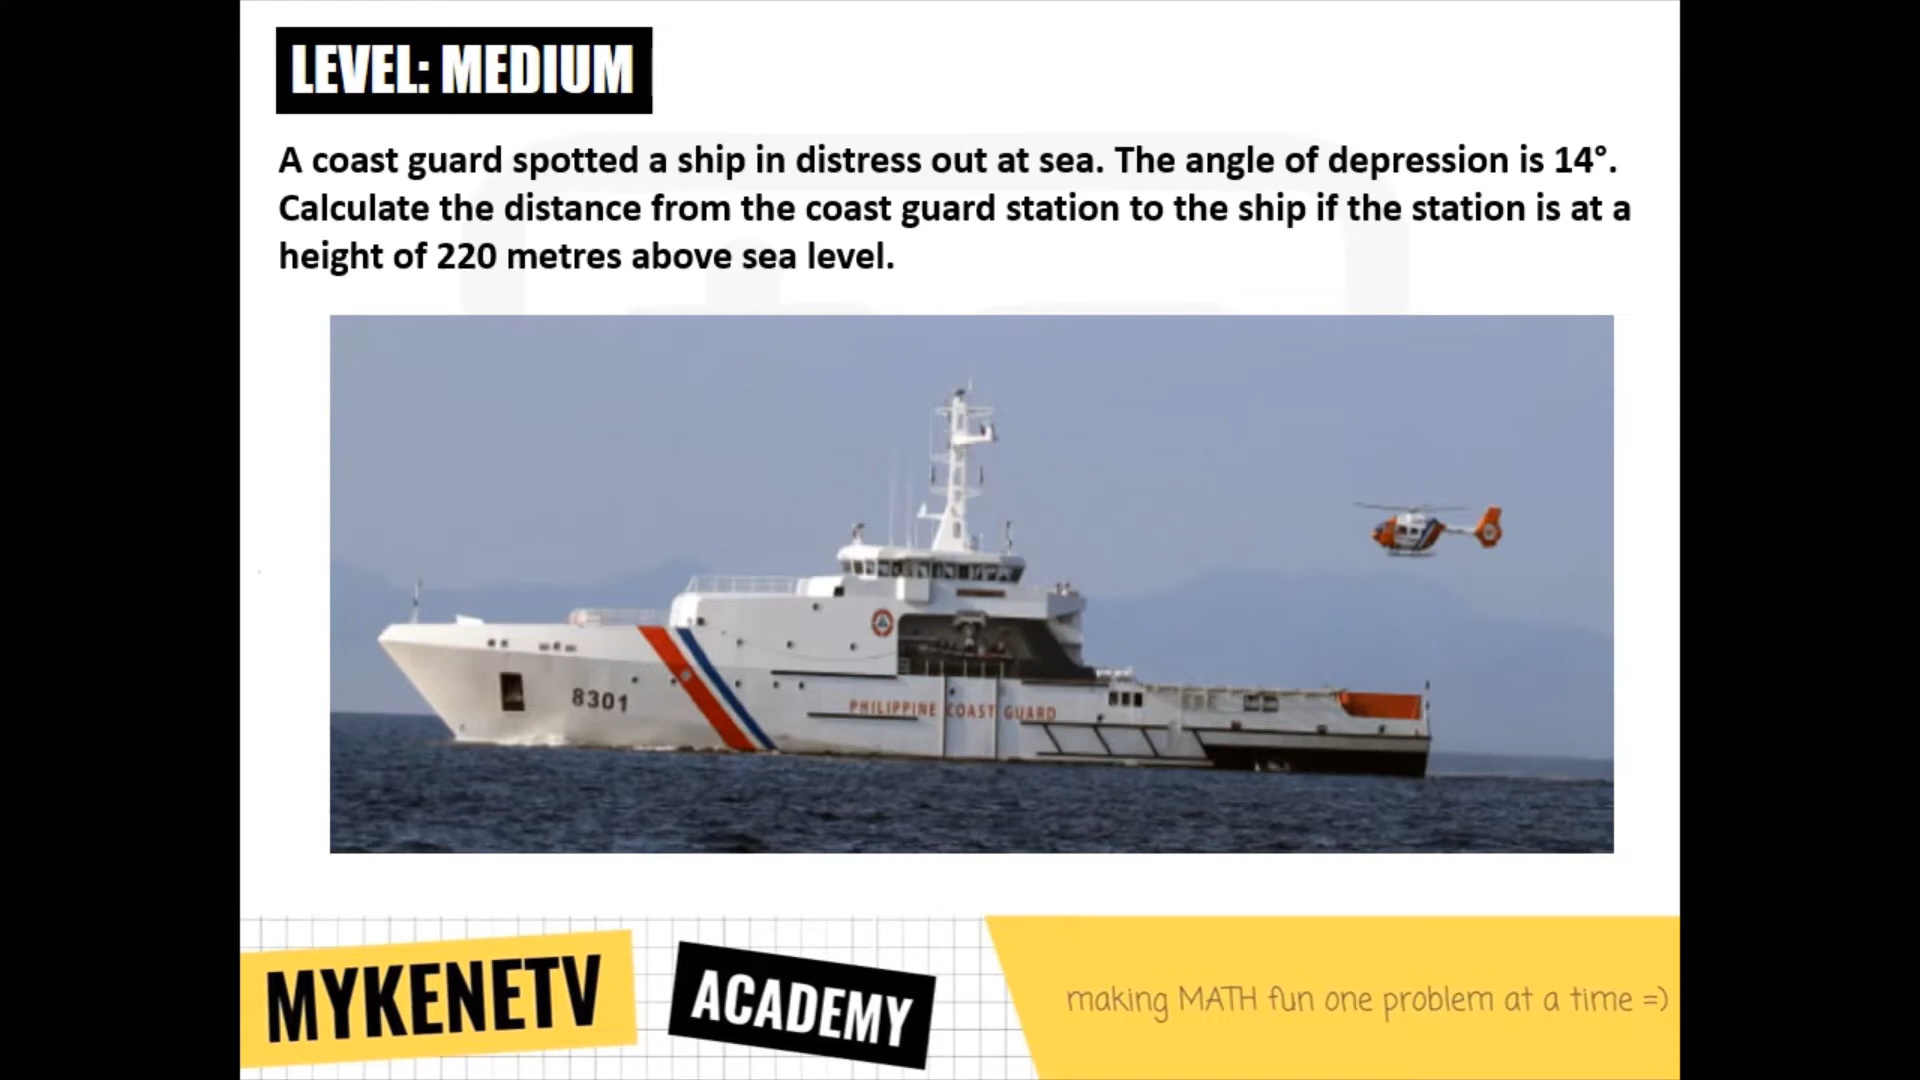 LEVEL: MEDIUM
A coast guard spotted a ship in distress out at sea. The angle of depression is 14°.
Calculate the distance from the coast guard station to the ship if the station is at a
height of 220 metres above sea level.
8301
PHILIPPINE COAST GUARD
MYKENETV
ACADEMY
making MATH fun one problem at a time =)